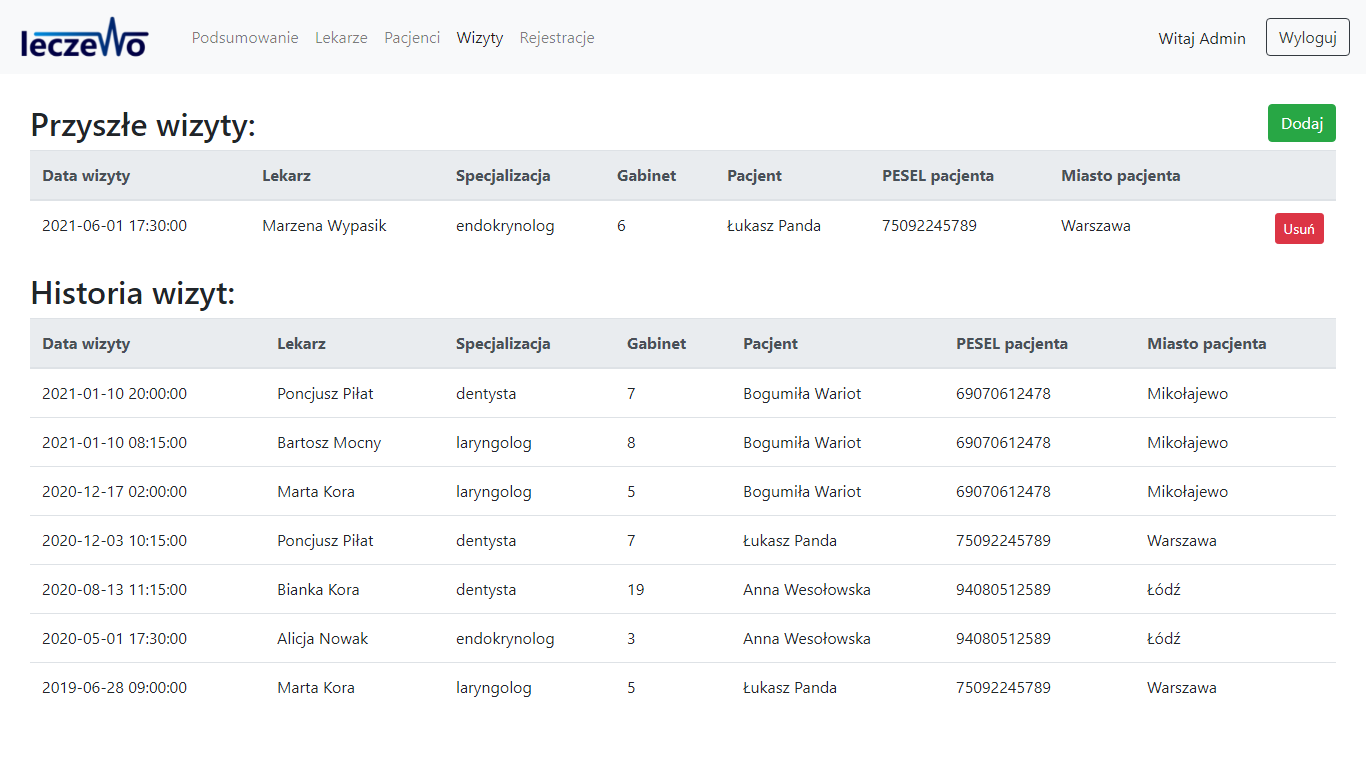 leczewo Podsumowanie Lekarze Pacjenci Wizyty Rejestracje Witaj Admin Wyloguj
Przyszłe wizyty: Dodaj
Data wizyty Lekarz Specjalizacja Gabinet Pacjent PESEL pacjenta Miasto pacjenta
2021-06-01 17:30:00 Marzena Wypasik endokrynolog 6 Łukasz Panda 75092245789 Warszawa Usuń
Historia wizyt:
Data wizyty Lekarz Specjalizacja Gabinet Pacjent PESEL pacjenta Miasto pacjenta
2021-01-10 20:00:00 Poncjusz Piłat dentysta 7 Bogumiła Wariot 69070612478 Mikołajewo
2021-01-10 08:15:00 Bartosz Mocny laryngolog 8 Bogumiła Wariot 69070612478 Mikołajewo
2020-12-17 02:00:00 Marta Kora laryngolog 5 Bogumiła Wariot 69070612478 Mikołajewo
2020-12-03 10:15:00 Poncjusz Piłat dentysta 7 Łukasz Panda 75092245789 Warszawa
2020-08-13 11:15:00 Bianka Kora dentysta 19 Anna Wesołowska 94080512589 Łódź
2020-05-01 17:30:00 Alicja Nowak endokrynolog 3 Anna Wesołowska 94080512589 Łódź
2019-06-28 09:00:00 Marta Kora laryngolog 5 Łukasz Panda 75092245789 Warszawa